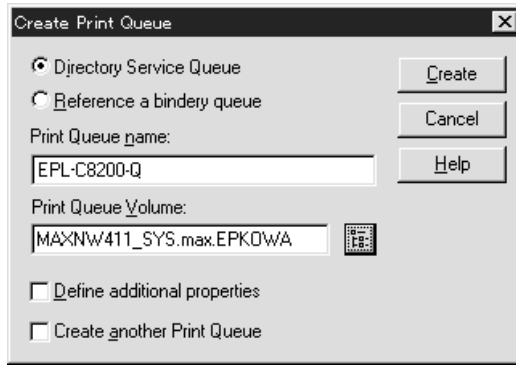 Create Print Queue
Directory Service Queue
Reference a bindery queue
Print Queue name:
EPL-C8200-Q
Print Queue Volume:
MAXNW411_SYS.max.EPKOWA
Define additional properties
Create another Print Queue
Create
Cancel
Help